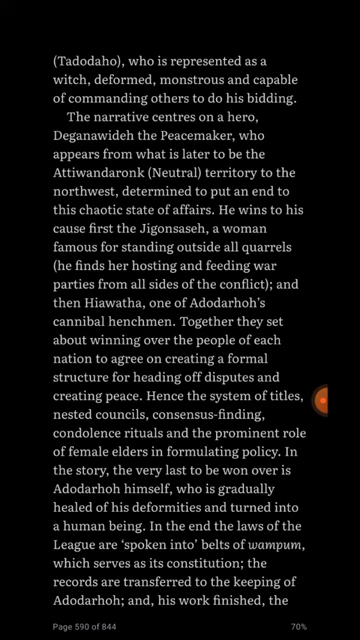 (Tadodaho), who is represented as a
witch, deformed, monstrous and capable
of commanding others to do his bidding.
The narrative centres on a hero,
Deganawideh the Peacemaker, who
appears from what is later to be the
Attiwandaronk (Neutral) territory to the
northwest, determined to put an end to
this chaotic state of affairs. He wins to his
cause first the Jigonsaseh, a woman
famous for standing outside all quarrels
(he finds her hosting and feeding war
parties from all sides of the conflict); and
then Hiawatha, one of Adodarhoh's
cannibal henchmen. Together they set
about winning over the people of each
nation to agree on creating a formal
structure for heading off disputes and
creating peace. Hence the system of titles,
nested councils, consensus-finding,
condolence rituals and the prominent role
of female elders in formulating policy. In
the story, the very last to be won over is
Adodarhoh himself, who is gradually
healed of his deformities and turned into
a human being. In the end the laws of the
League are ‘spoken into’ belts of wampum,
which serves as its constitution; the
records are transferred to the keeping of
Adodarhoh; and, his work finished, the
Page 590 of 844 70%